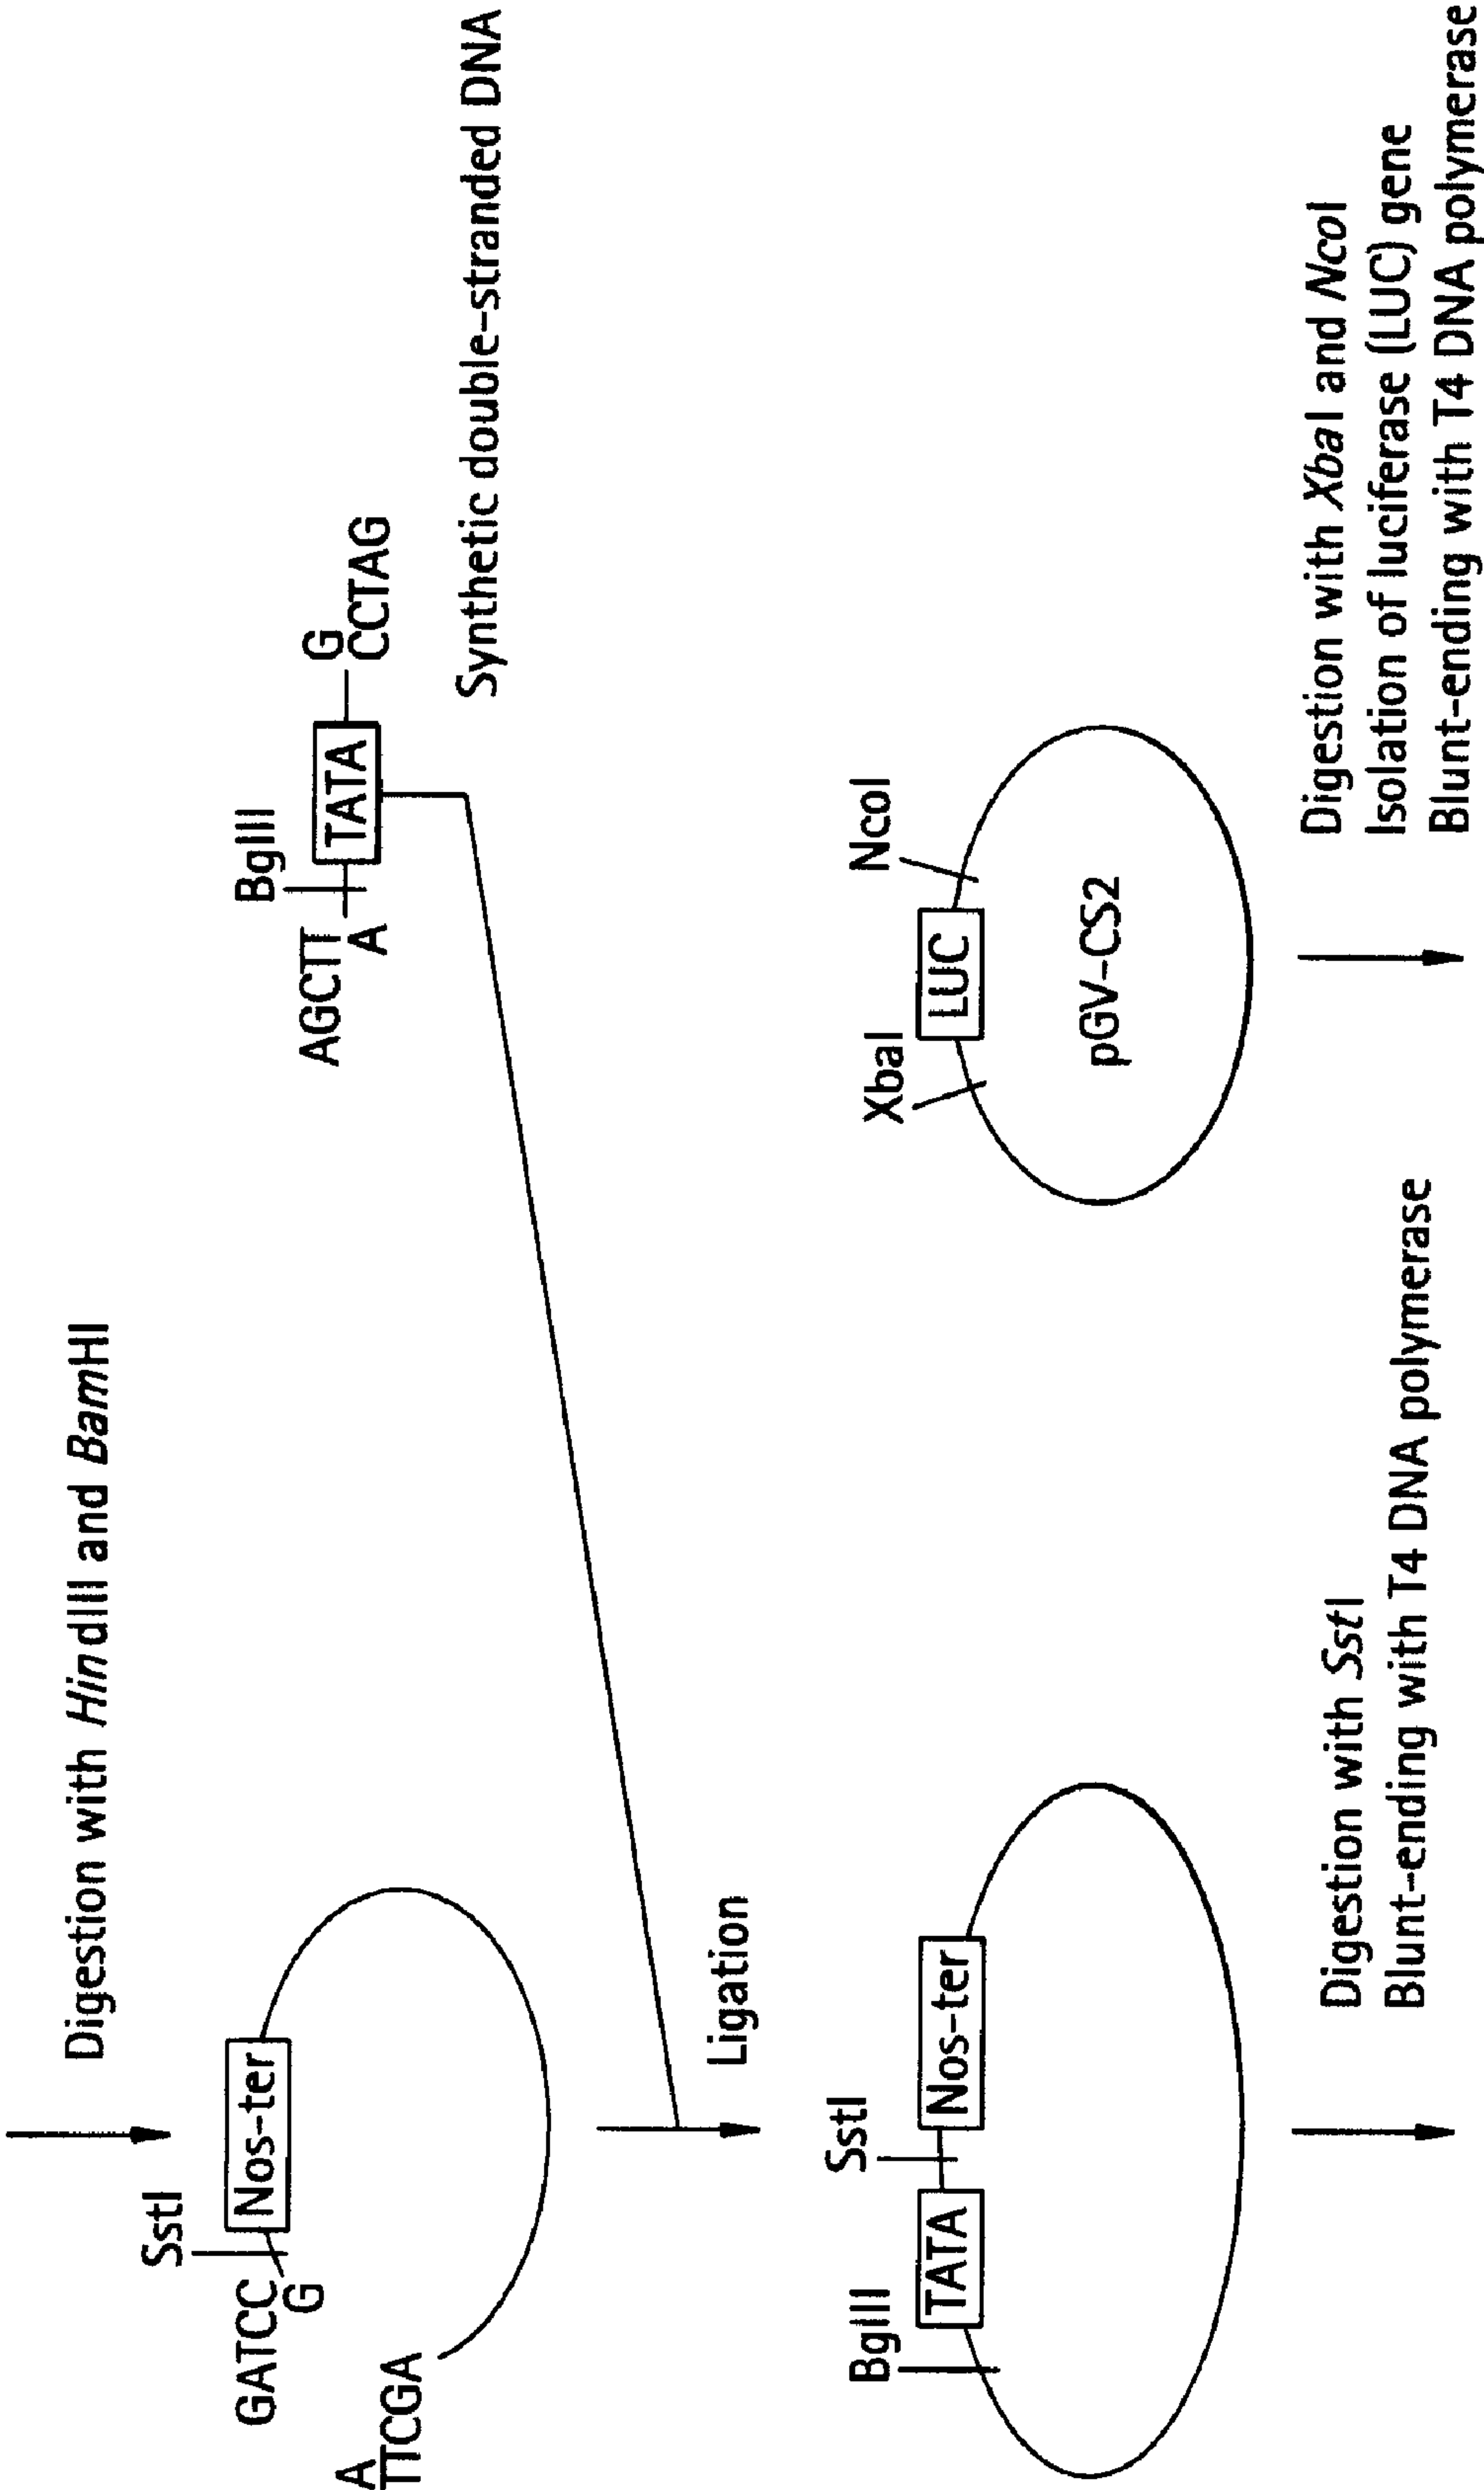 Digestion with HindIII and BamHI
SstI
GATCC
G
Nos-ter
A
TTCGA
BglII
AGCTT
A
TATA
G
CCTAG
Synthetic double-stranded DNA
Ligation
BglII
SstI
TATA
Nos-ter
XbaI
NcoI
LUC
pGV-CS2
Digestion with SstI
Blunt-ending with T4 DNA polymerase
Digestion with XbaI and NcoI
Isolation of luciferase (LUC) gene
Blunt-ending with T4 DNA polymerase